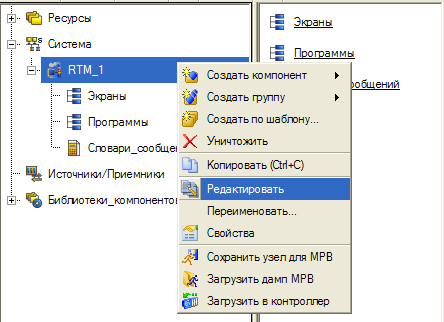 Ресурсы
Система
RTM_1
Экраны
Программы
Словари_сообще
Источники/Приемники
Библиотеки_компонентов
Экраны
Программы
ообщений
Создать компонент
Создать группу
Создать по шаблону...
Уничтожить
Копировать (Ctrl+C)
Редактировать
Переименовать...
Свойства
Сохранить узел для МРВ
Загрузить дамп МРВ
Загрузить в контроллер